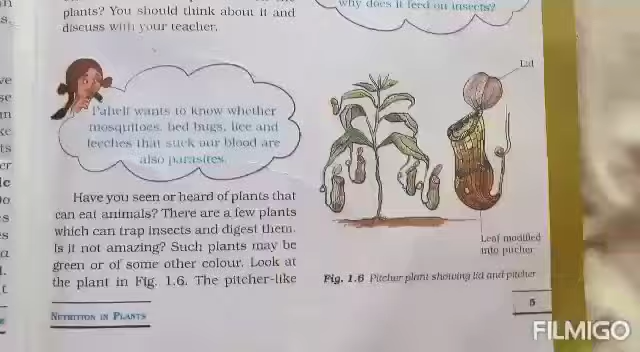 plants? You should think about it and
discuss with your teacher.
why does it feed on insects?
Paheli wants to know whether
mosquitoes, bed bugs, lice and
leeches that suck our blood are
also parasites.
Have you seen or heard of plants that
can eat animals? There are a few plants
which can trap insects and digest them.
Is it not amazing? Such plants may be
green or of some other colour. Look at
the plant in Fig. 1.6. The pitcher-like
Lid
Leaf modified
into pitcher
Fig. 1.6 Pitcher plant showing lid and pitcher
5
NUTRITION IN PLANTS
FILMIGO